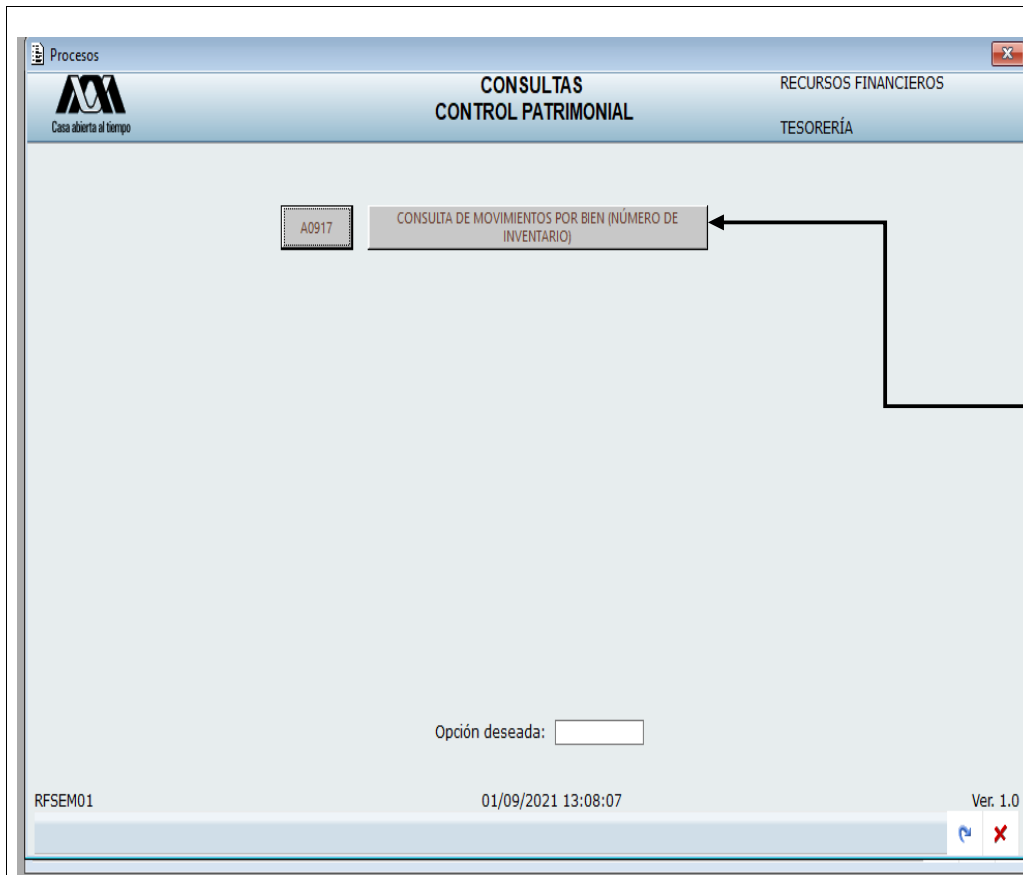 Procesos
CONSULTAS
CONTROL PATRIMONIAL
RECURSOS FINANCIEROS
TESORERÍA
Casa abierta al tiempo
A0917
CONSULTA DE MOVIMIENTOS POR BIEN (NÚMERO DE
INVENTARIO)
Opción deseada:
RFSEM01
01/09/2021 13:08:07
Ver. 1.0